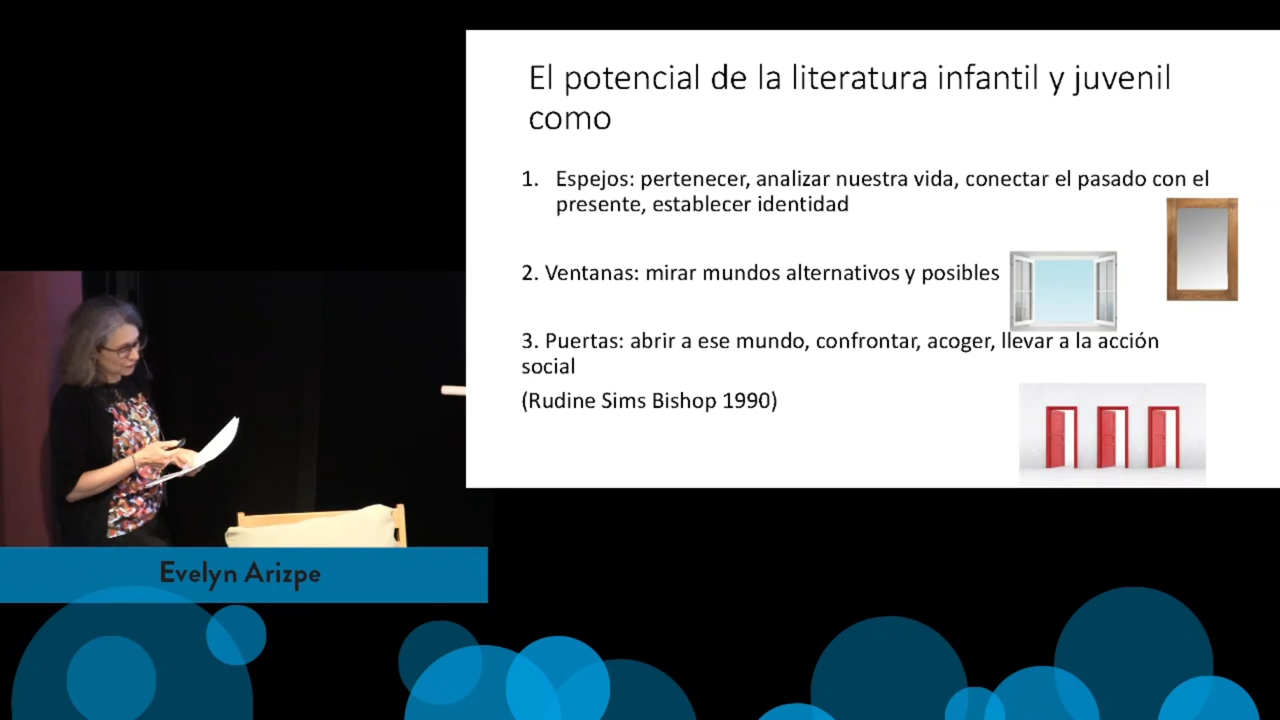 El potencial de la literatura infantil y juvenil
como
1. Espejos: pertenecer, analizar nuestra vida, conectar el pasado con el
presente, establecer identidad
2. Ventanas: mirar mundos alternativos y posibles
3. Puertas: abrir a ese mundo, confrontar, acoger, llevar a la acción
social
(Rudine Sims Bishop 1990)
Evelyn Arizpe